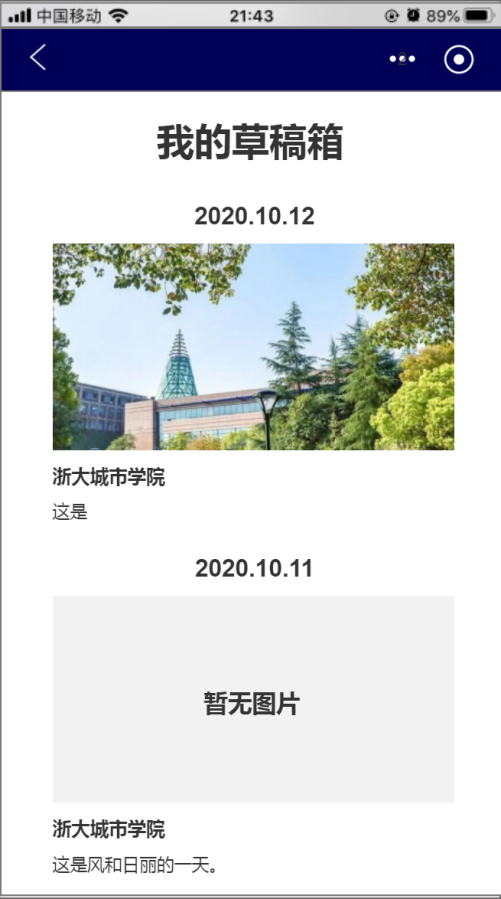 中国移动
21:43
89%
我的草稿箱
2020.10.12
浙大城市学院
这是
2020.10.11
暂无图片
浙大城市学院
这是风和日丽的一天。